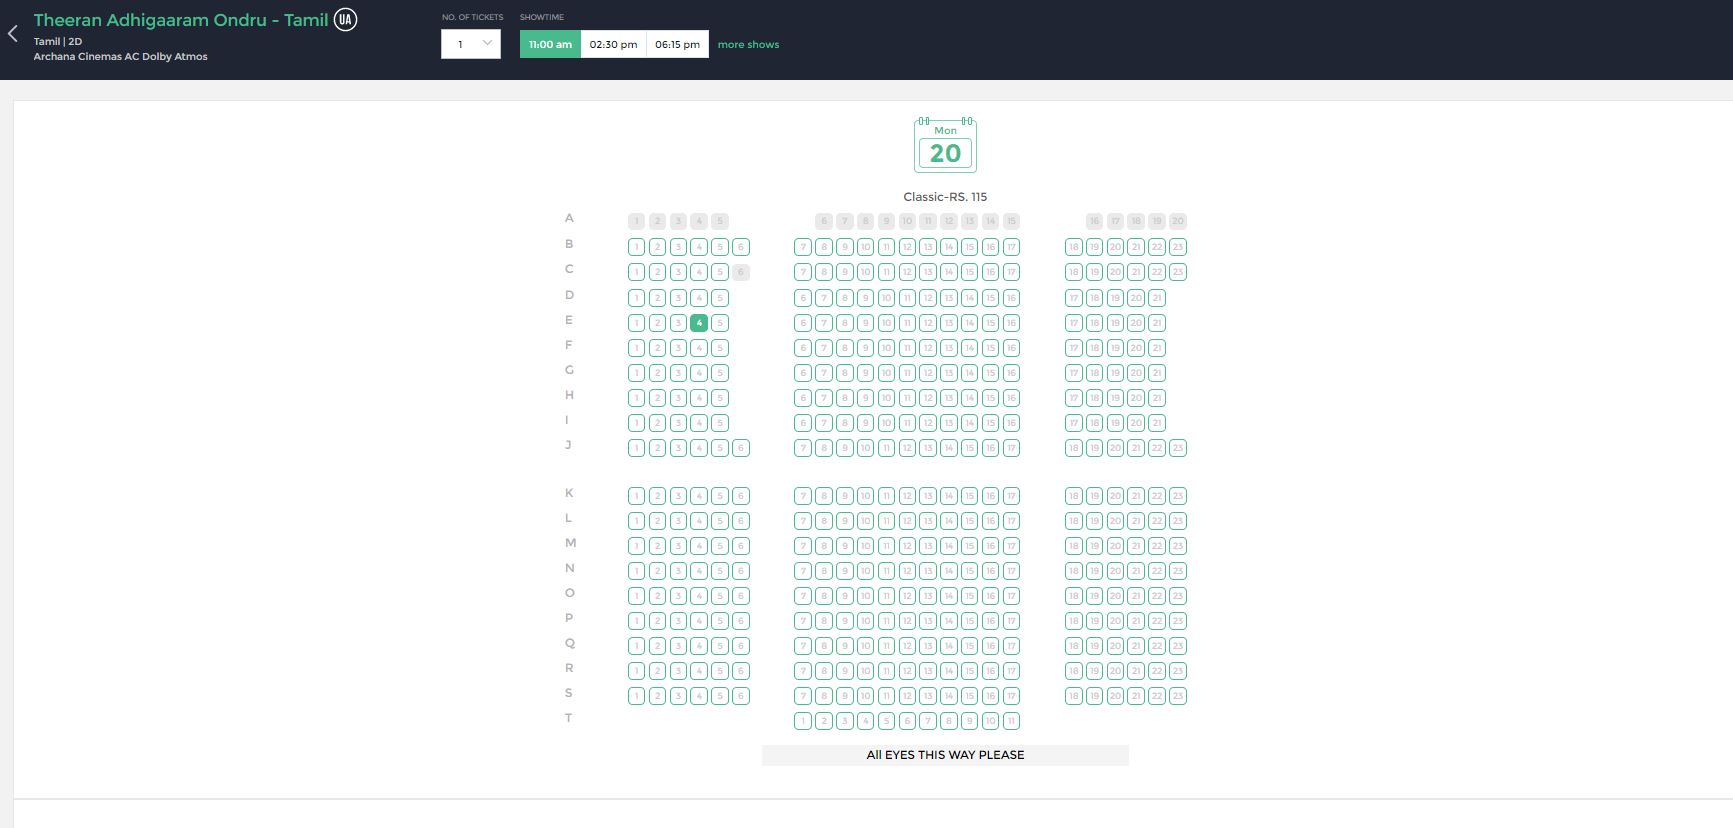 Theeran Adhigaaram Ondru - Tamil UA
Tamil | 2D
Archana Cinemas AC Dolby Atmos
NO. OF TICKETS
1
SHOWTIME
11:00 am 02:30 pm 06:15 pm more shows
Mon
20
Classic-RS. 115
A 1 2 3 4 5 6 7 8 9 10 11 12 13 14 15 16 17 18 19 20
B 1 2 3 4 5 6 7 8 9 10 11 12 13 14 15 16 17 18 19 20 21 22 23
C 1 2 3 4 5 6 7 8 9 10 11 12 13 14 15 16 17 18 19 20 21 22 23
D 1 2 3 4 5 6 7 8 9 10 11 12 13 14 15 16 17 18 19 20 21
E 1 2 3 4 5 6 7 8 9 10 11 12 13 14 15 16 17 18 19 20 21
F 1 2 3 4 5 6 7 8 9 10 11 12 13 14 15 16 17 18 19 20 21
G 1 2 3 4 5 6 7 8 9 10 11 12 13 14 15 16 17 18 19 20 21
H 1 2 3 4 5 6 7 8 9 10 11 12 13 14 15 16 17 18 19 20 21
I 1 2 3 4 5 6 7 8 9 10 11 12 13 14 15 16 17 18 19 20 21
J 1 2 3 4 5 6 7 8 9 10 11 12 13 14 15 16 17 18 19 20 21 22 23
K 1 2 3 4 5 6 7 8 9 10 11 12 13 14 15 16 17 18 19 20 21 22 23
L 1 2 3 4 5 6 7 8 9 10 11 12 13 14 15 16 17 18 19 20 21 22 23
M 1 2 3 4 5 6 7 8 9 10 11 12 13 14 15 16 17 18 19 20 21 22 23
N 1 2 3 4 5 6 7 8 9 10 11 12 13 14 15 16 17 18 19 20 21 22 23
O 1 2 3 4 5 6 7 8 9 10 11 12 13 14 15 16 17 18 19 20 21 22 23
P 1 2 3 4 5 6 7 8 9 10 11 12 13 14 15 16 17 18 19 20 21 22 23
Q 1 2 3 4 5 6 7 8 9 10 11 12 13 14 15 16 17 18 19 20 21 22 23
R 1 2 3 4 5 6 7 8 9 10 11 12 13 14 15 16 17 18 19 20 21 22 23
S 1 2 3 4 5 6 7 8 9 10 11 12 13 14 15 16 17 18 19 20 21 22 23
T 1 2 3 4 5 6 7 8 9 10 11
All EYES THIS WAY PLEASE